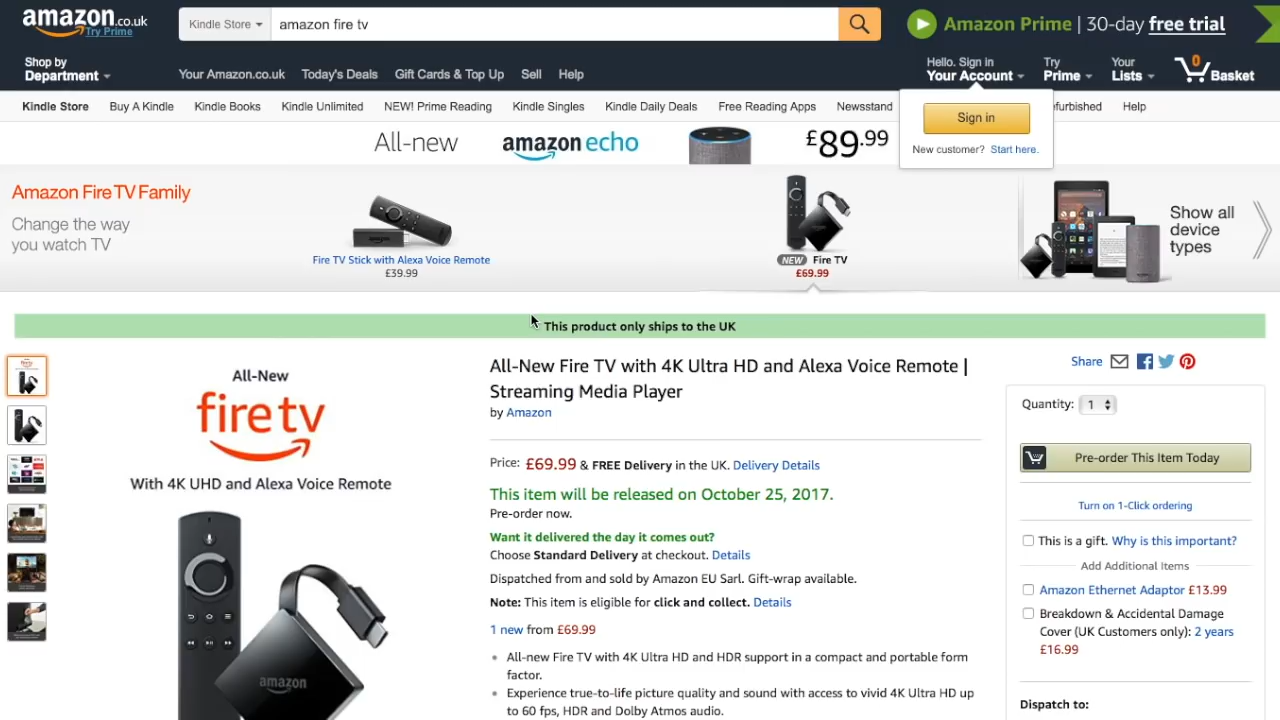 amazon.co.uk
Try Prime
Kindle Store
amazon fire tv
Amazon Prime | 30-day free trial
Shop by
Department
Your Amazon.co.uk
Today's Deals
Gift Cards & Top Up
Sell
Help
Hello. Sign in
Your Account
Try
Prime
Your
Lists
0
Basket
Kindle Store
Buy A Kindle
Kindle Books
Kindle Unlimited
NEW! Prime Reading
Kindle Singles
Kindle Daily Deals
Free Reading Apps
Newsstand
efurbished
Help
Sign in
New customer? Start here.
All-new
amazon echo
£89.99
Amazon Fire TV Family
Change the way
you watch TV
Fire TV Stick with Alexa Voice Remote
£39.99
NEW Fire TV
£69.99
Show all
device
types
This product only ships to the UK
All-New
fire tv
With 4K UHD and Alexa Voice Remote
amazon
All-New Fire TV with 4K Ultra HD and Alexa Voice Remote |
Streaming Media Player
by Amazon
Price: £69.99 & FREE Delivery in the UK. Delivery Details
This item will be released on October 25, 2017.
Pre-order now.
Want it delivered the day it comes out?
Choose Standard Delivery at checkout. Details
Dispatched from and sold by Amazon EU Sarl. Gift-wrap available.
Note: This item is eligible for click and collect. Details
1 new from £69.99
All-new Fire TV with 4K Ultra HD and HDR support in a compact and portable form
factor.
Experience true-to-life picture quality and sound with access to vivid 4K Ultra HD up
to 60 fps, HDR and Dolby Atmos audio.
Share
Quantity: 1
Pre-order This Item Today
Turn on 1-Click ordering
This is a gift. Why is this important?
Add Additional Items
Amazon Ethernet Adaptor £13.99
Breakdown & Accidental Damage
Cover (UK Customers only): 2 years
£16.99
Dispatch to: